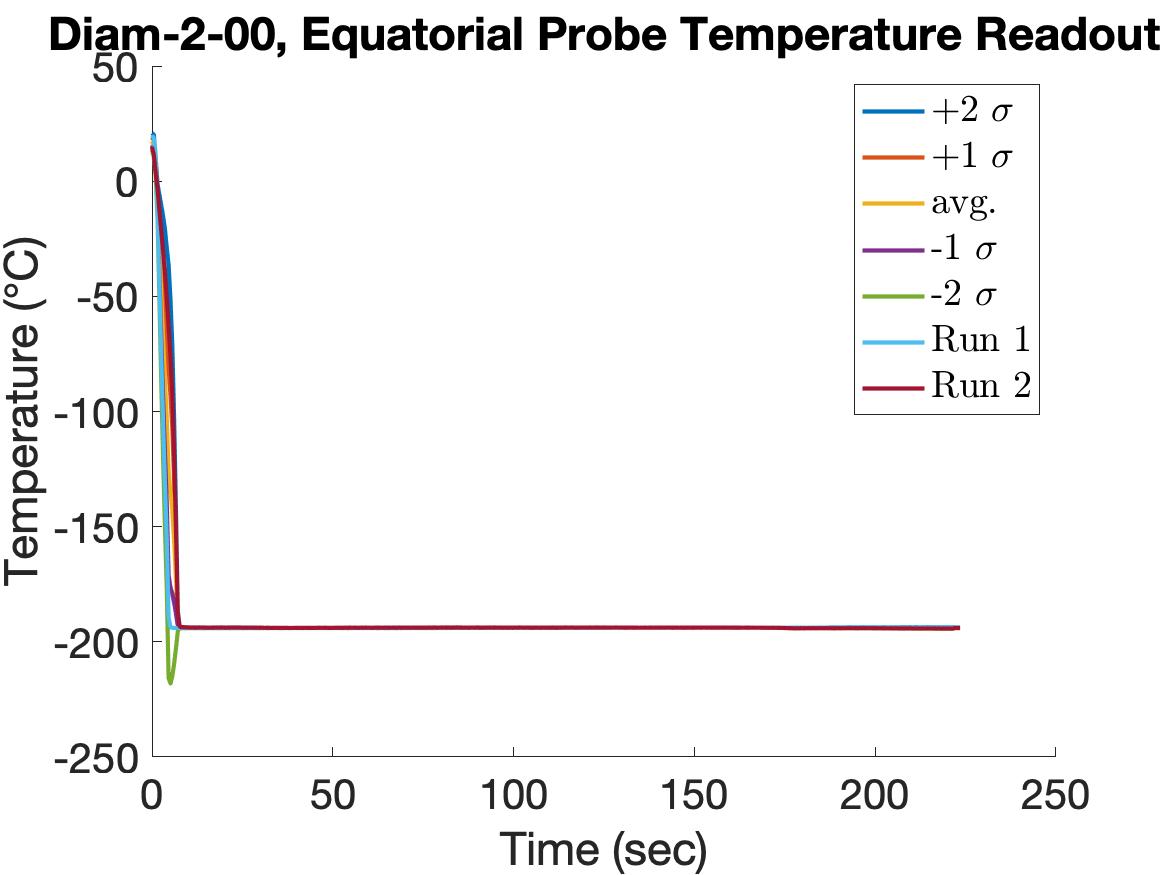 Diam-2-00, Equatorial Probe Temperature Readout
50
0
-50
-100
-150
-200
-250
Temperature (°C)
+2 σ
+1 σ
avg.
-1 σ
-2 σ
Run 1
Run 2
0 50 100 150 200 250
Time (sec)